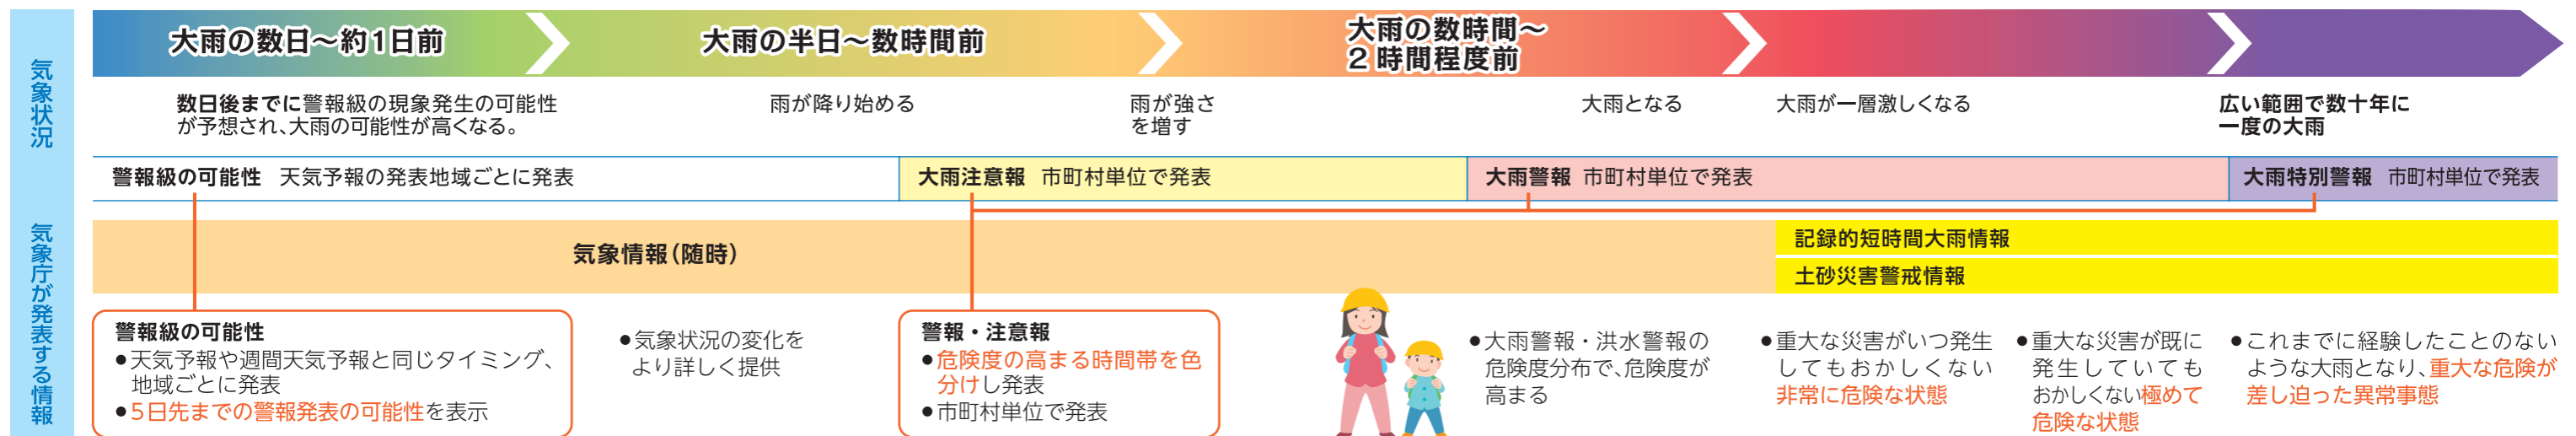 気象状況
大雨の数日～約1日前
大雨の半日～数時間前
大雨の数時間～
2時間程度前
数日後までに警報級の現象発生の可能性
が予想され、大雨の可能性が高くなる。
雨が降り始める
雨が強さ
を増す
大雨となる
大雨が一層激しくなる
広い範囲で数十年に
一度の大雨
気象庁が発表する情報
警報級の可能性 天気予報の発表地域ごとに発表
大雨注意報 市町村単位で発表
大雨警報 市町村単位で発表
大雨特別警報 市町村単位で発表
気象情報(随時)
記録的短時間大雨情報
土砂災害警戒情報
警報級の可能性
●天気予報や週間天気予報と同じタイミング、
地域ごとに発表
●5日先までの警報発表の可能性を表示
●気象状況の変化を
より詳しく提供
警報・注意報
●危険度の高まる時間帯を色
分けし発表
●市町村単位で発表
●大雨警報・洪水警報の
危険度分布で、危険度が
高まる
●重大な災害がいつ発生
してもおかしくない
非常に危険な状態
●重大な災害が既に
発生していても
おかしくない極めて
危険な状態
●これまでに経験したことのない
ような大雨となり、重大な危険が
差し迫った異常事態